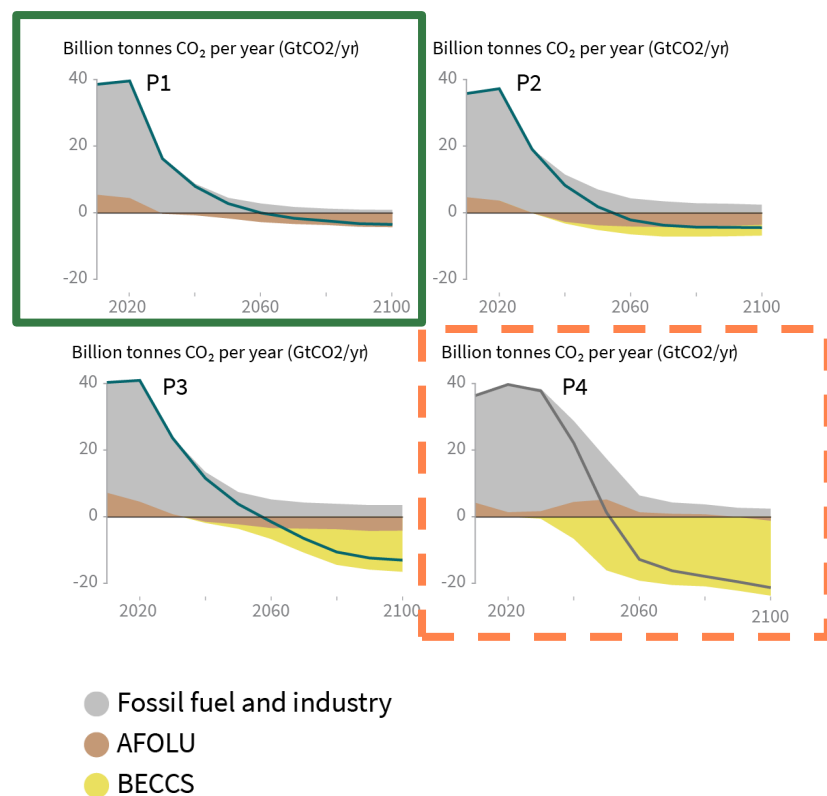 Billion tonnes CO₂ per year (GtCO2/yr)
P1
40
20
0
-20
2020 2060 2100
Billion tonnes CO₂ per year (GtCO2/yr)
P2
40
20
0
-20
2020 2060 2100
Billion tonnes CO₂ per year (GtCO2/yr)
P3
40
20
0
-20
2020 2060 2100
Billion tonnes CO₂ per year (GtCO2/yr)
P4
40
20
0
-20
2020 2060 2100
Fossil fuel and industry
AFOLU
BECCS